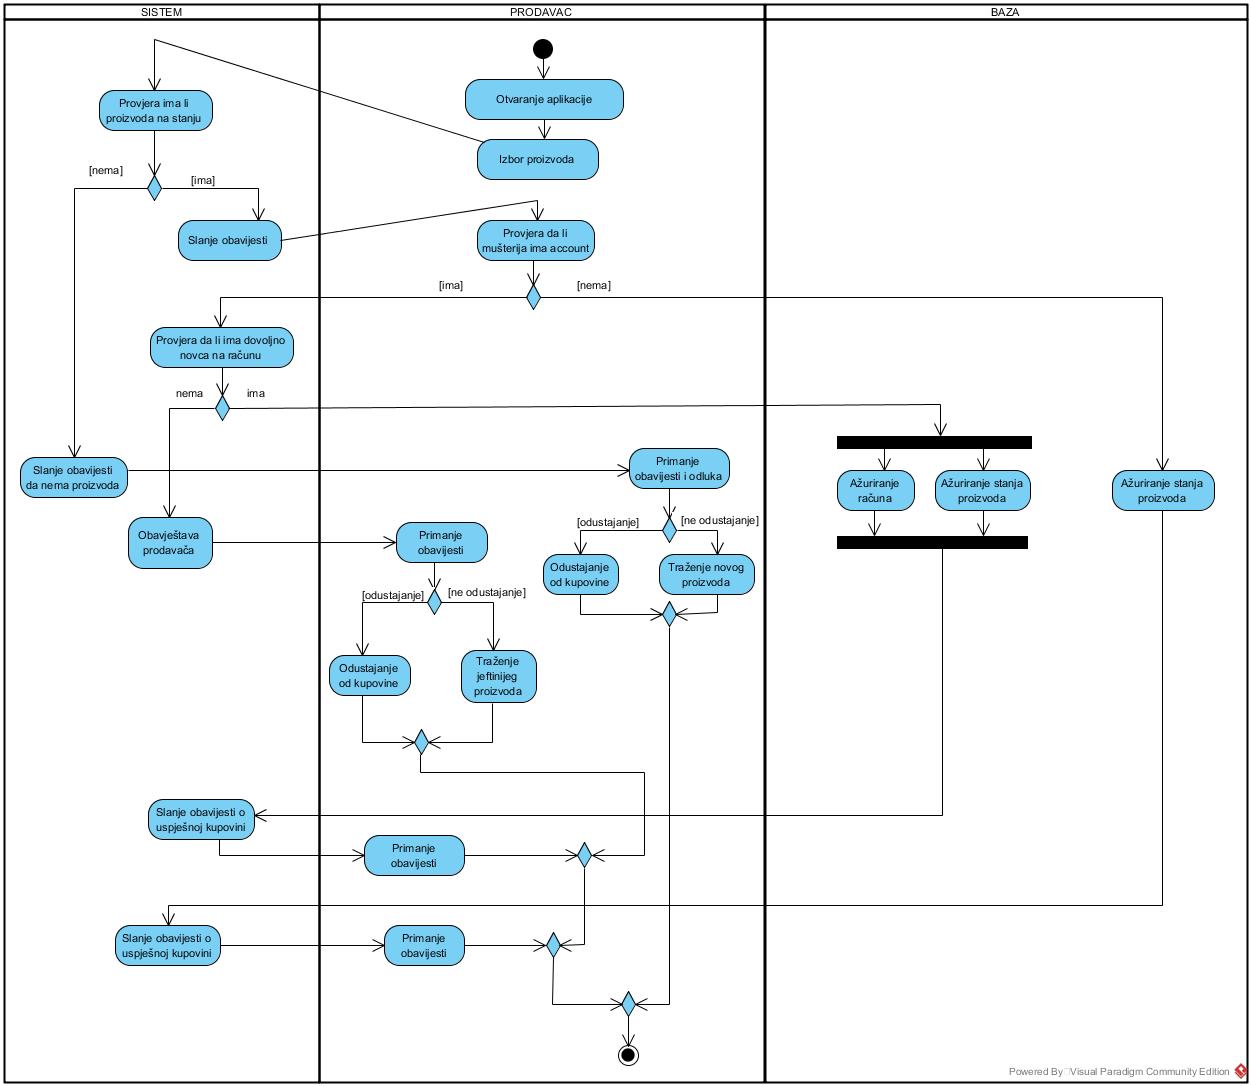 SISTEM
PRODAVAC
BAZA
Provjera ima li
proizvoda na stanju
Otvaranje aplikacije
Izbor proizvoda
[nema]
[ima]
Slanje obavijesti
Provjera da li
mušterija ima account
[ima]
[nema]
Provjera da li ima dovoljno
novca na računu
nema
ima
Slanje obavijesti
da nema proizvoda
Primanje
obavijesti i odluka
Ažuriranje
računa
Ažuriranje stanja
proizvoda
Ažuriranje stanja
proizvoda
Obavještava
prodavača
Primanje
obavijesti
[odustajanje]
[ne odustajanje]
Odustajanje
od kupovine
Traženje novog
proizvoda
[odustajanje]
[ne odustajanje]
Odustajanje
od kupovine
Traženje
jeftinijeg
proizvoda
Slanje obavijesti o
uspješnoj kupovini
Primanje
obavijesti
Slanje obavijesti o
uspješnoj kupovini
Primanje
obavijesti
Powered By Visual Paradigm Community Edition